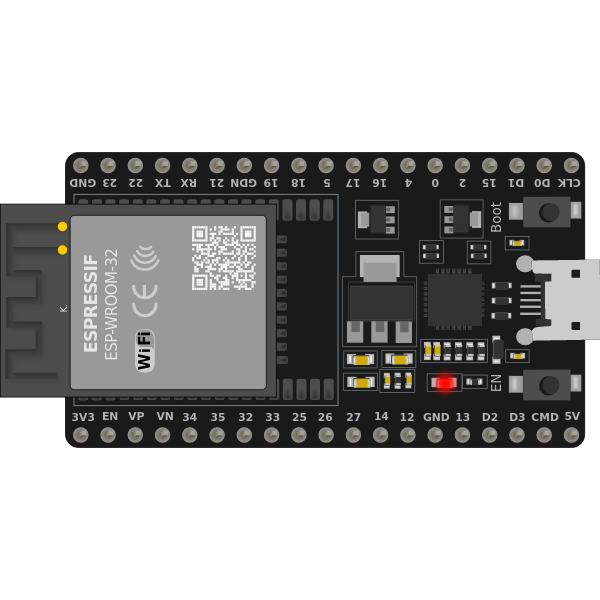 GND 23 22 TX RX 21 GDN 19 18 5 17 16 4 0 2 15 D1 D0 CLK
Boot
ESPRESSIF
ESP-WROOM-32
CE
WiFi
K.
EN
3V3 EN VP VN 34 35 32 33 25 26 27 14 12 GND 13 D2 D3 CMD 5V